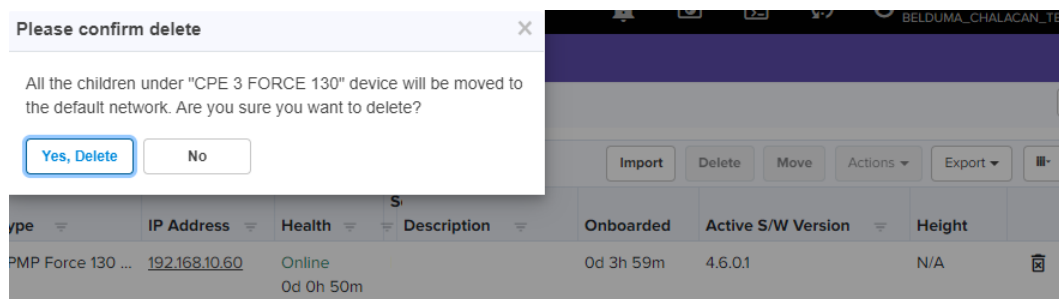 Please confirm delete
BELDUMA_CHALACAN_TE
All the children under "CPE 3 FORCE 130" device will be moved to
the default network. Are you sure you want to delete?
Yes, Delete
No
Import
Delete
Move
Actions
Export
ype
IP Address
Health
S
Description
Onboarded
Active S/W Version
Height
PMP Force 130 ...
192.168.10.60
Online
0d 0h 50m
0d 3h 59m
4.6.0.1
N/A